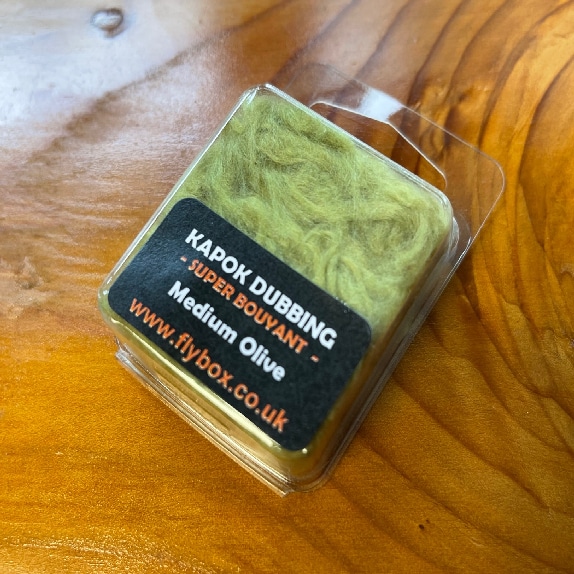 KAPOK DUBBING
- SUPER BOUYANT -
Medium Olive
www.flybox.co.uk